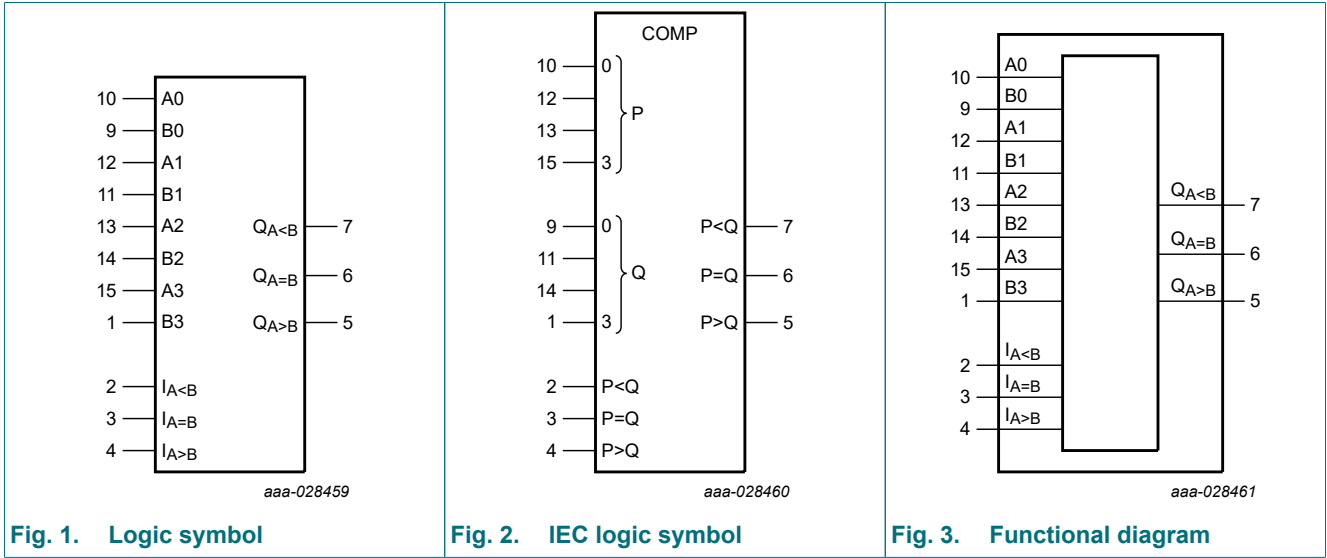 10 A0
9 B0
12 A1
11 B1
13 A2 QA<B 7
14 B2 QA=B 6
15 A3
1 B3 QA>B 5
2 IA<B
3 IA=B
4 IA>B
aaa-028459
Fig. 1. Logic symbol
COMP
10 0
12 P
13
15 3
9 0 P<Q 7
11 Q P=Q 6
14
1 3 P>Q 5
2 P<Q
3 P=Q
4 P>Q
aaa-028460
Fig. 2. IEC logic symbol
10 A0
9 B0
12 A1
11 B1
13 A2 QA<B 7
14 B2 QA=B 6
15 A3
1 B3 QA>B 5
2 IA<B
3 IA=B
4 IA>B
aaa-028461
Fig. 3. Functional diagram